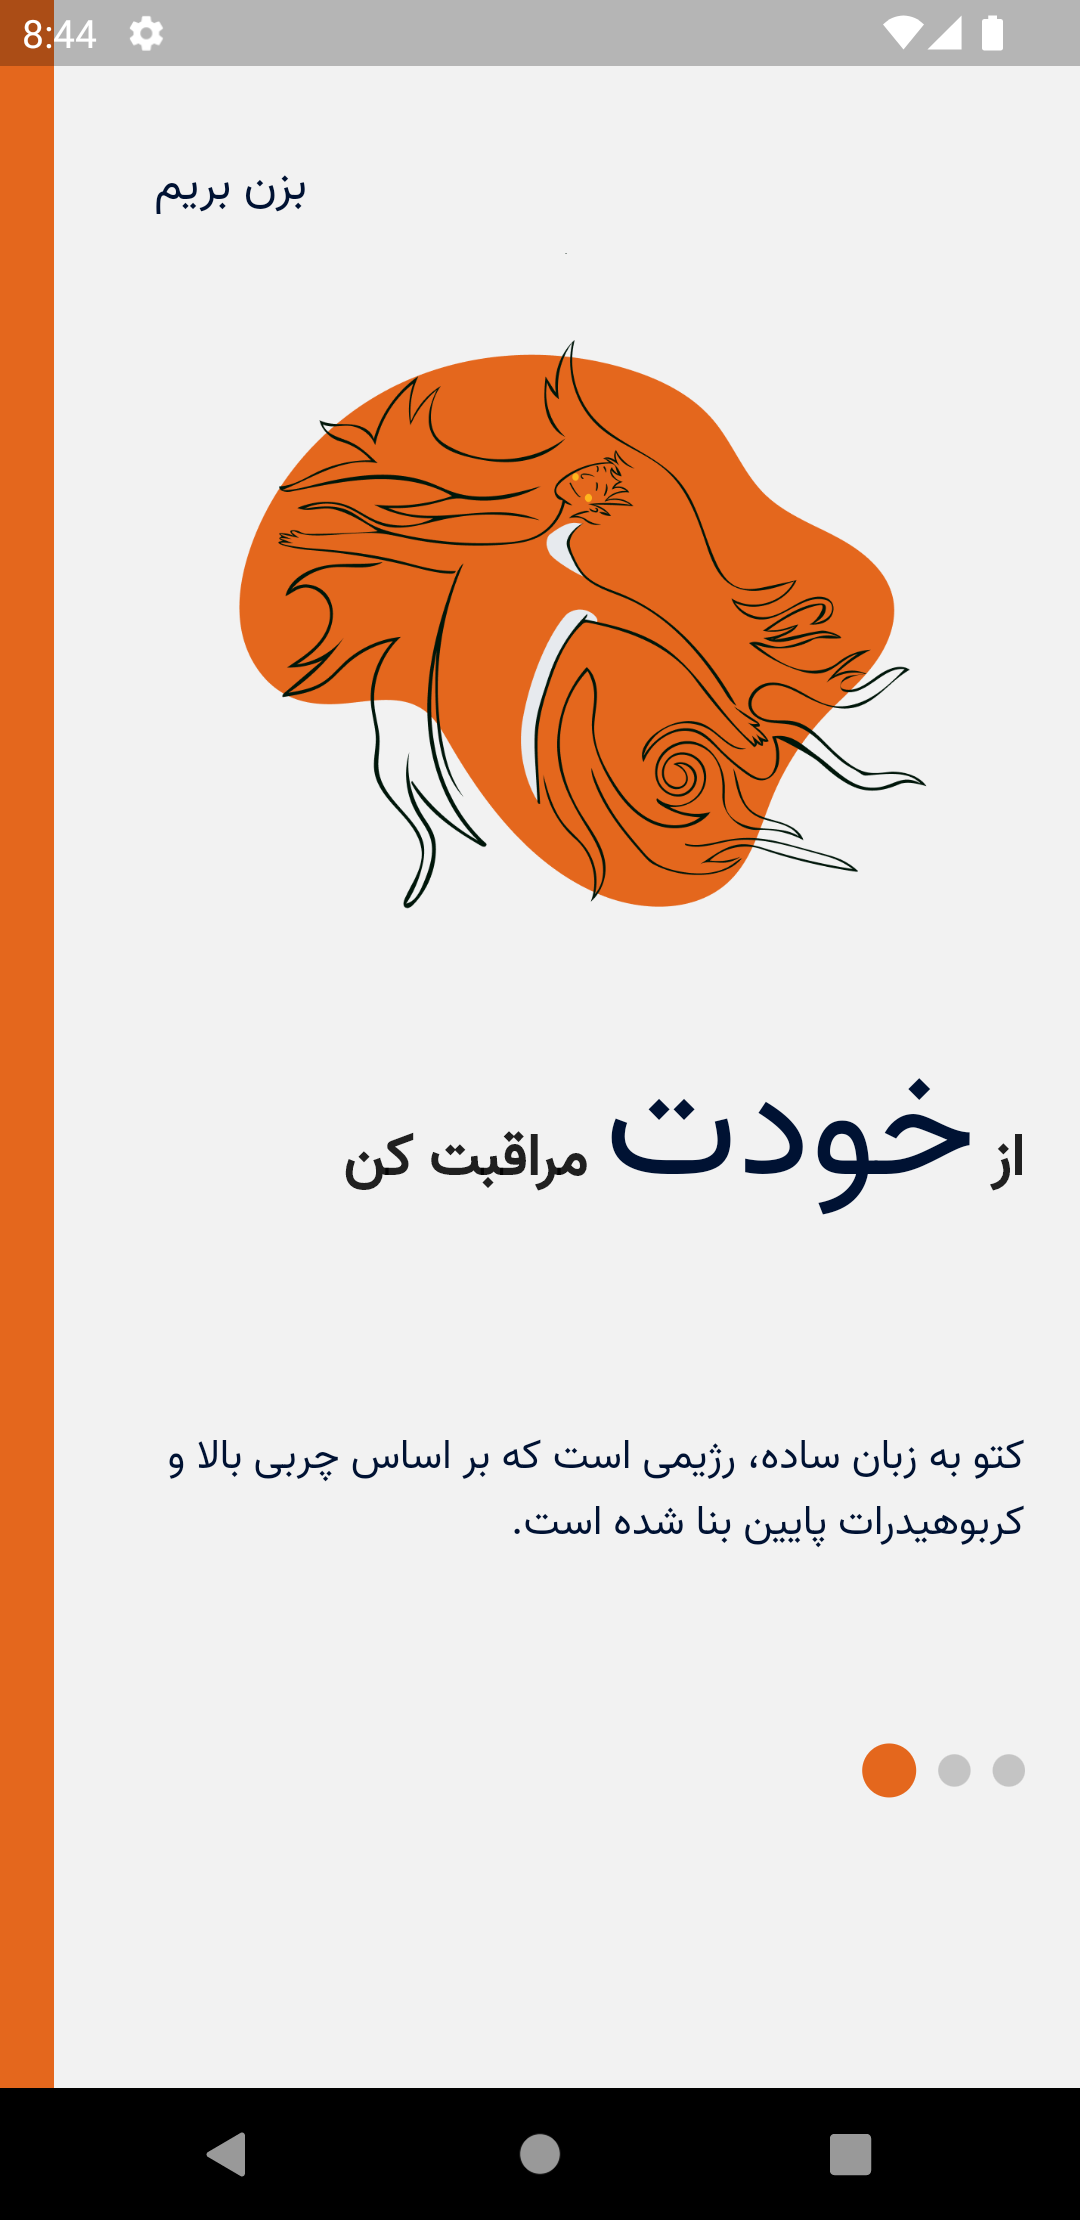 8:44
بزن بریم
از خودت مراقبت کن
کتو به زبان ساده، رژیمی است که بر اساس چربی بالا و
کربوهیدرات پایین بنا شده است.